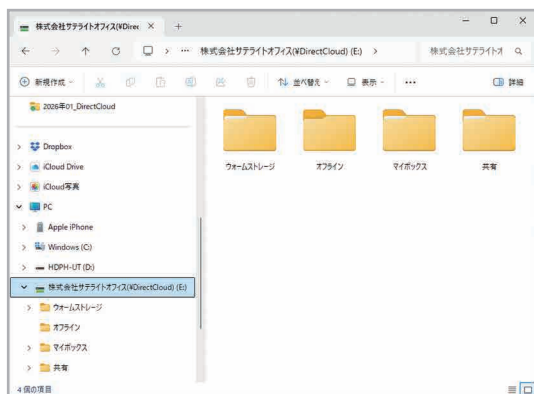 株式会社サテライトオフィス(¥Direc
株式会社サテライトオフィス(¥DirectCloud) (E:)
株式会社サテライトオ
新規作成
並べ替え
表示
詳細
2026年01_DirectCloud
Dropbox
iCloud Drive
iCloud写真
PC
Apple iPhone
Windows (C:)
HDPH-UT (D:)
株式会社サテライトオフィス(¥DirectCloud) (E:)
ウォームストレージ
オフライン
マイボックス
共有
ウォームストレージ
オフライン
マイボックス
共有
4 個の項目